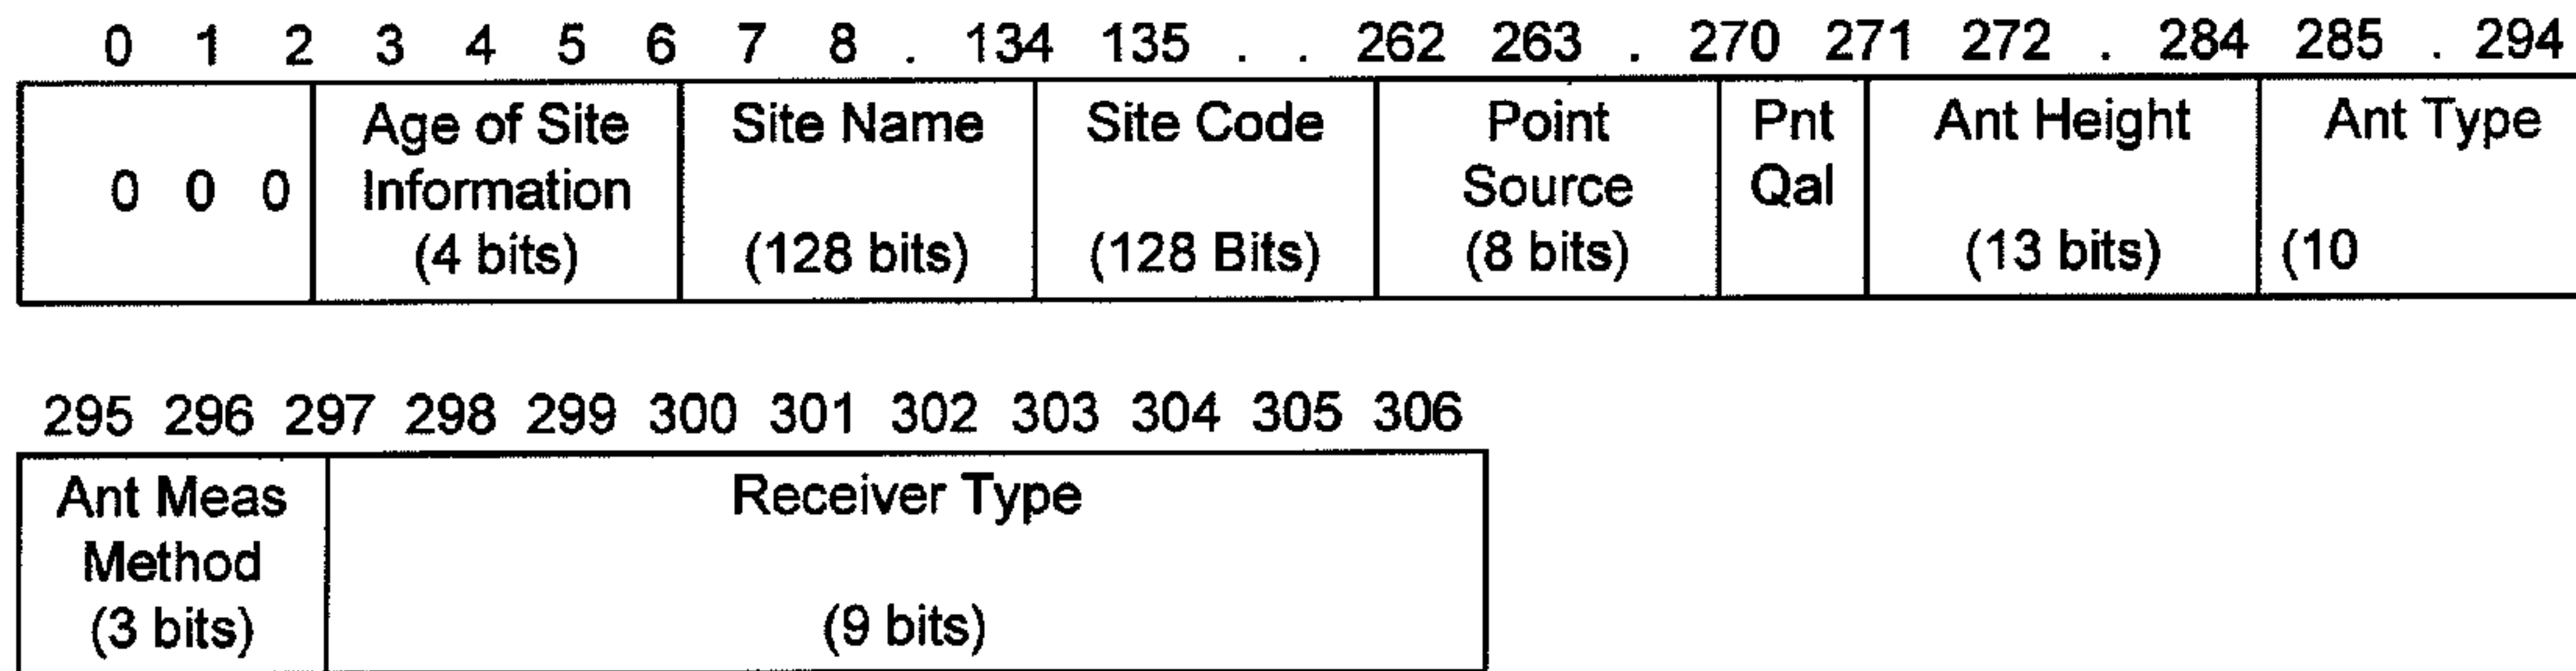 0 1 2 3 4 5 6 7 8 . 134 135 . . 262 263 . 270 271 272 . 284 285 . 294
Age of Site Site Name Site Code Point Pnt Ant Height Ant Type
0 0 0 Information Source Qal
(4 bits) (128 bits) (128 Bits) (8 bits) (13 bits) (10
295 296 297 298 299 300 301 302 303 304 305 306
Ant Meas Receiver Type
Method
(3 bits) (9 bits)